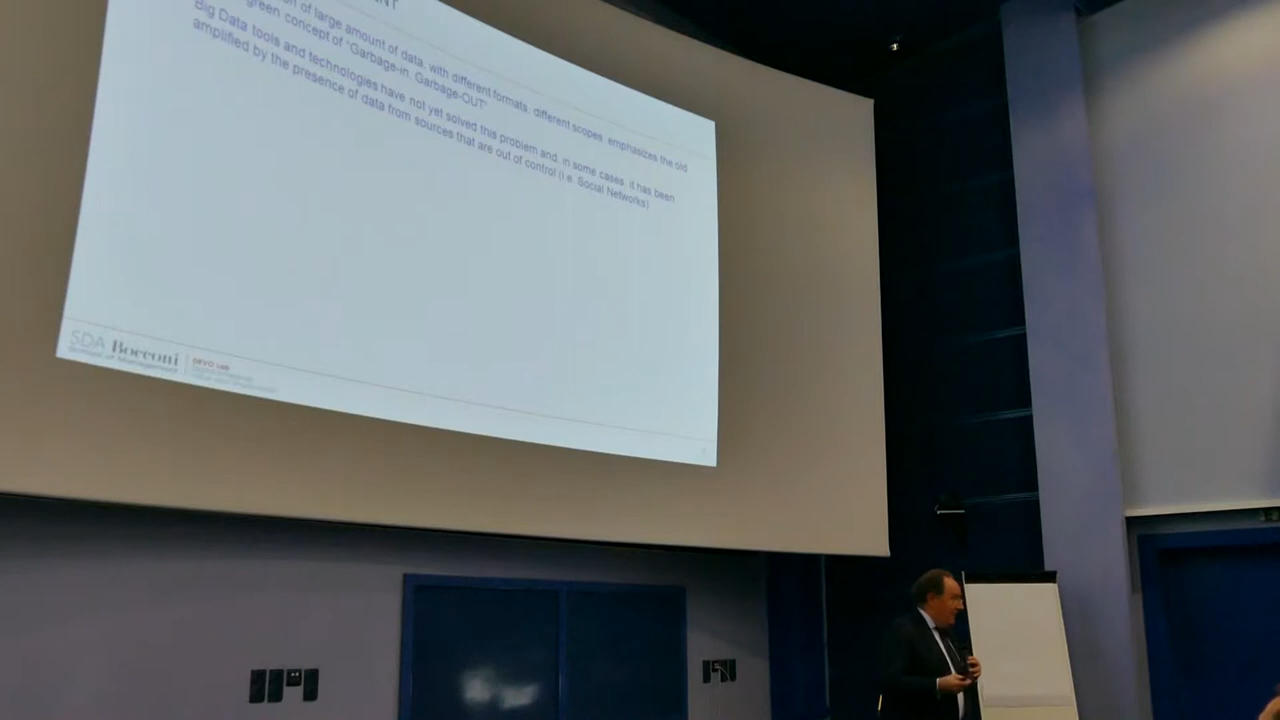 of large amount of data, with different formats, different scopes, emphasizes the old
green concept of "Garbage-in, Garbage-OUT"
Big Data tools and technologies have not yet solved this problem and, in some cases, it has been
amplified by the presence of data from sources that are out of control (i.e. Social Networks)
SDA Bocconi
School of Management
DEVO Lab